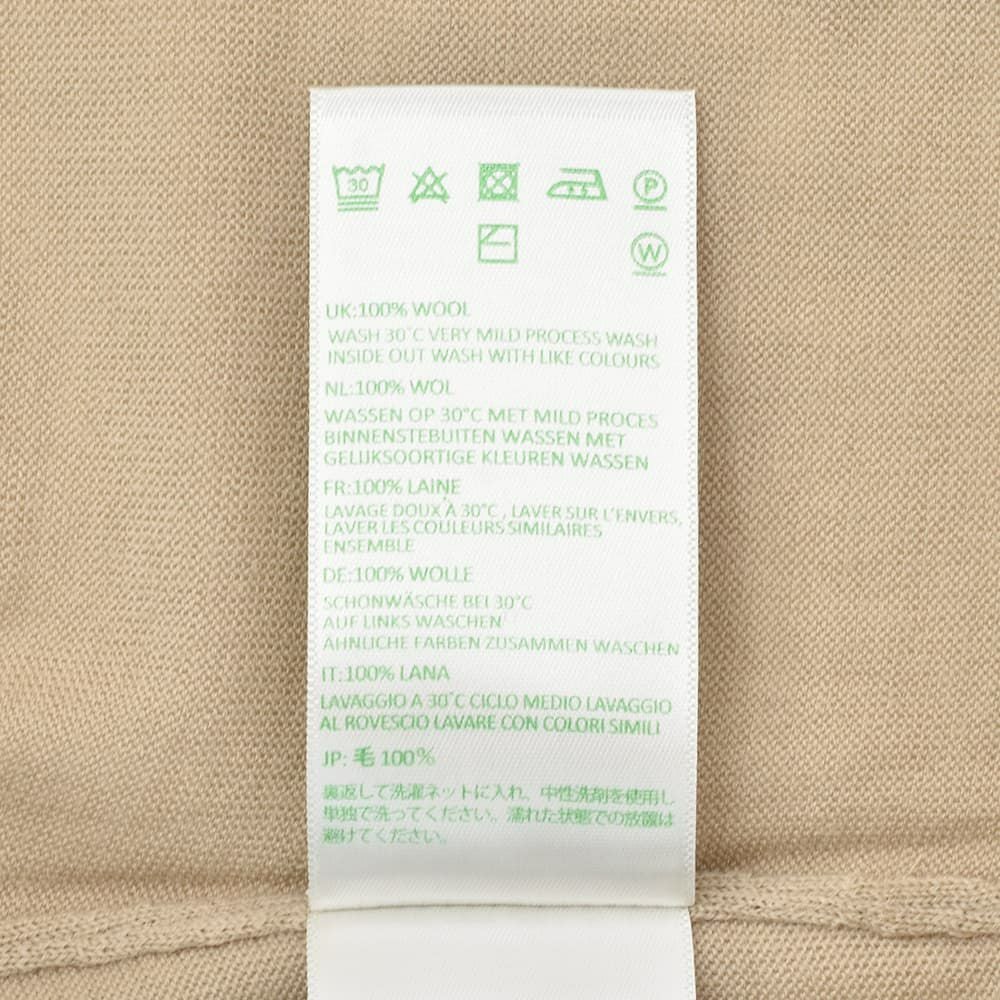 30
P
W
UK:100% WOOL
WASH 30°C VERY MILD PROCESS WASH
INSIDE OUT WASH WITH LIKE COLOURS
NL:100% WOL
WASSEN OP 30°C MET MILD PROCES
BINNENSTEBUITEN WASSEN MET
GELIJKSOORTIGE KLEUREN WASSEN
FR:100% LAINE
LAVAGE DOUX À 30°C , LAVER SUR L'ENVERS,
LAVER LES COULEURS SIMILAIRES
ENSEMBLE
DE:100% WOLLE
SCHONWÄSCHE BEI 30°C
AUF LINKS WASCHEN
ÄHNLICHE FARBEN ZUSAMMEN WASCHEN
IT:100% LANA
LAVAGGIO A 30°C CICLO MEDIO LAVAGGIO
AL ROVESCIO LAVARE CON COLORI SIMILI
JP: 毛 100%
裏返して洗濯ネットに入れ、中性洗剤を使用し
単独で洗ってください。濡れた状態での放置は
避けてください。